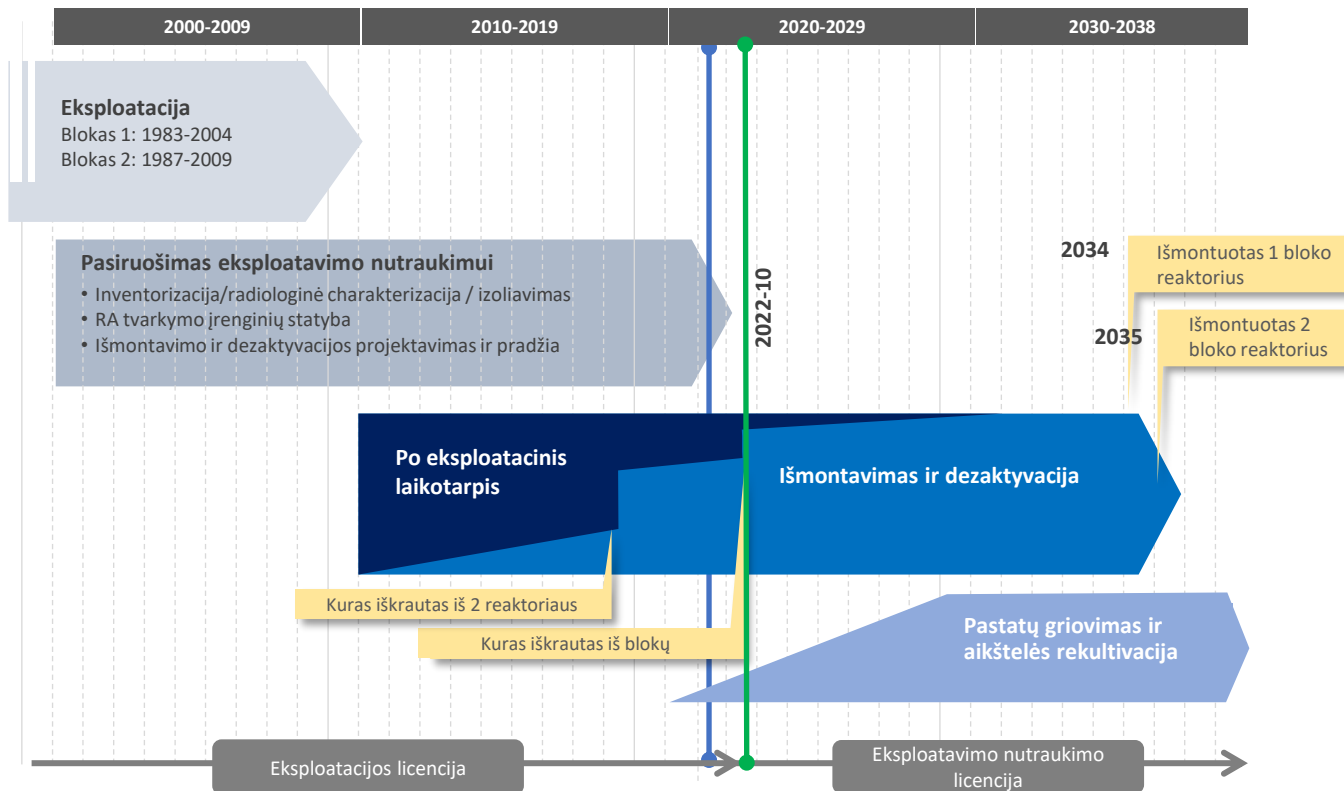 2000-2009
2010-2019
2020-2029
2030-2038
Eksploatacija
Blokas 1: 1983-2004
Blokas 2: 1987-2009
Pasiruošimas eksploatavimo nutraukimui
• Inventorizacija/radiologinė charakterizacija / izoliavimas
• RA tvarkymo įrenginių statyba
• Išmontavimo ir dezaktyvacijos projektavimas ir pradžia
2022-10
2034
Išmontuotas 1 bloko
reaktorius
2035
Išmontuotas 2
bloko reaktorius
Po eksploatacinis
laikotarpis
Išmontavimas ir dezaktyvacija
Kuras iškrautas iš 2 reaktoriaus
Kuras iškrautas iš blokų
Pastatų griovimas ir
aikštelės rekultivacija
Eksploatacijos licencija
Eksploatavimo nutraukimo
licencija